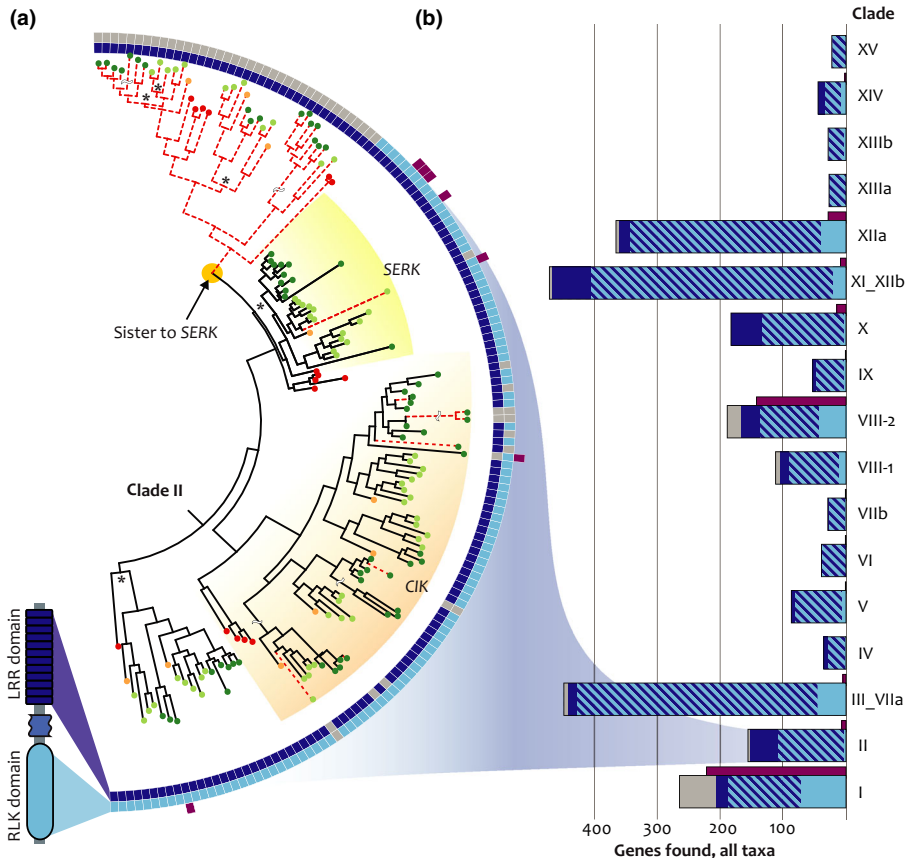 (a)
(b)
Clade
XV
XIV
XIIIb
XIIIa
XIIa
XI_XIIb
X
IX
VIII-2
VIII-1
VIIb
VI
V
IV
III_VIIa
II
I
*
*
*
*
SERK
Sister to SERK
Clade II
CIK
*
LRR domain
RLK domain
400 300 200 100
Genes found, all taxa